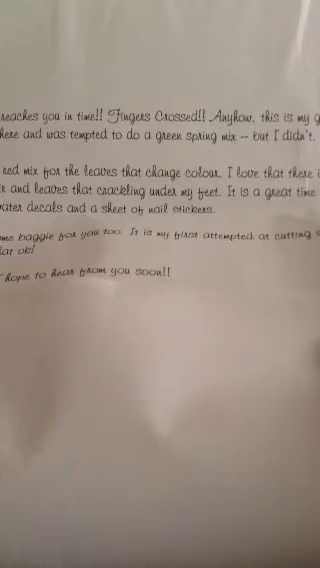 reaches you in time!! Fingers Crossed!! Anyhow, this is my g
here and was tempted to do a green spring mix – but I didn't.
red mix for the leaves that change colour. I love that there i
and leaves that crackling under my feet. It is a great time
ater decals and a sheet of nail stickers.
me baggie for you too. It is my first attempted at cutting
at ok!
I hope to hear from you soon!!